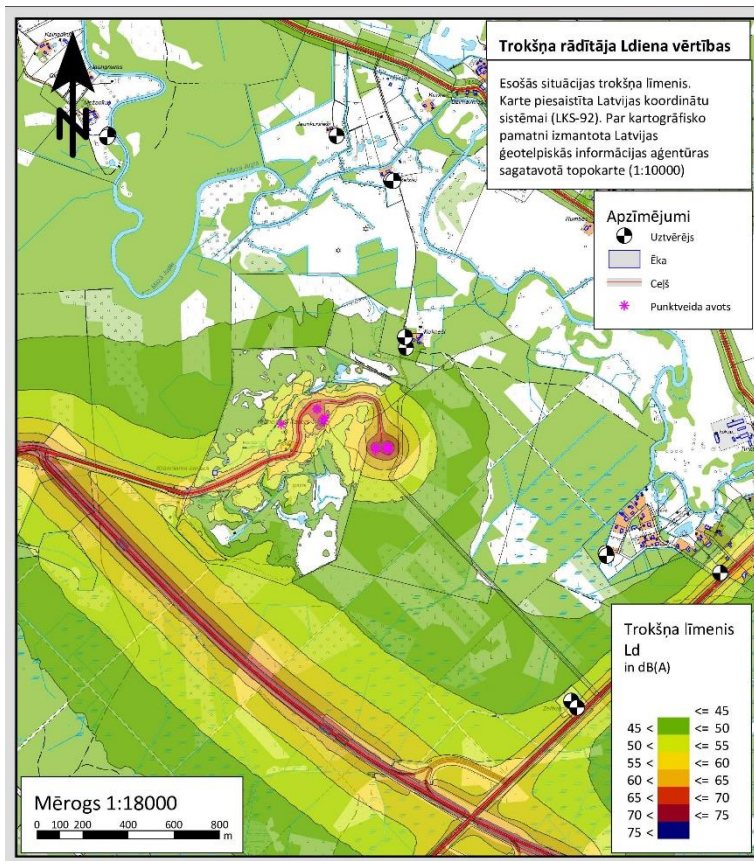 Trokšņa rādītāja Ldiena vērtības
Esošās situācijas trokšņa līmenis.
Karte piesaistīta Latvijas koordinātu
sistēmai (LKS-92). Par kartogrāfisko
pamatni izmantota Latvijas
ģeotelpiskās informācijas aģentūras
sagatavotā topokarte (1:10000)
Apzīmējumi
Uztvērējs
Ēka
Ceļš
Punktveida avots
N
Trokšņa līmenis
Ld
in dB(A)
<= 45
45 < <= 50
50 < <= 55
55 < <= 60
60 < <= 65
65 < <= 70
70 < <= 75
75 <
Mērogs 1:18000
0 100 200 400 600 800
m